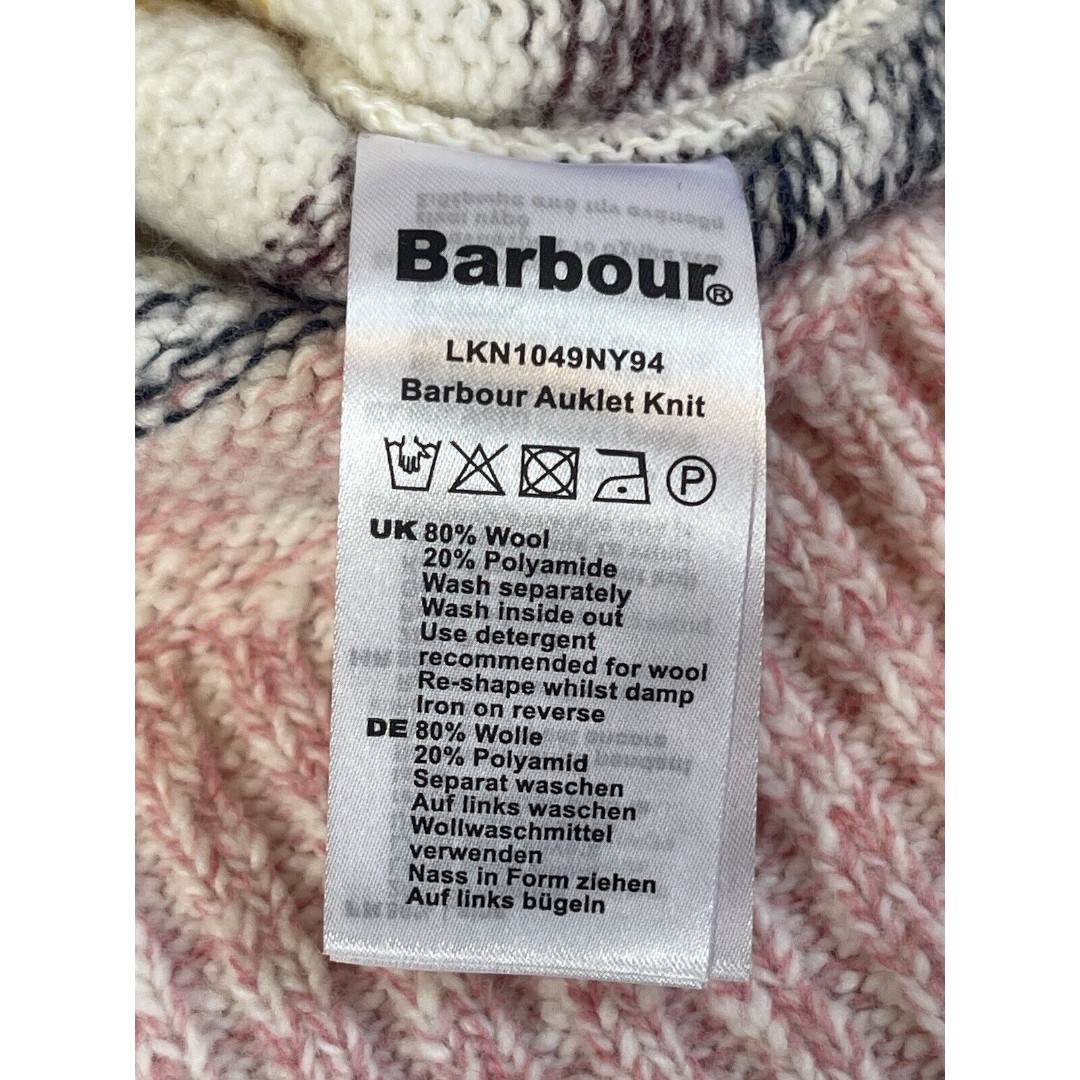 Barbour®
LKN1049NY94
Barbour Auklet Knit
P
UK 80% Wool
20% Polyamide
Wash separately
Wash inside out
Use detergent
recommended for wool
Re-shape whilst damp
Iron on reverse
DE 80% Wolle
20% Polyamid
Separat waschen
Auf links waschen
Wollwaschmittel
verwenden
Nass in Form ziehen
Auf links bügeln